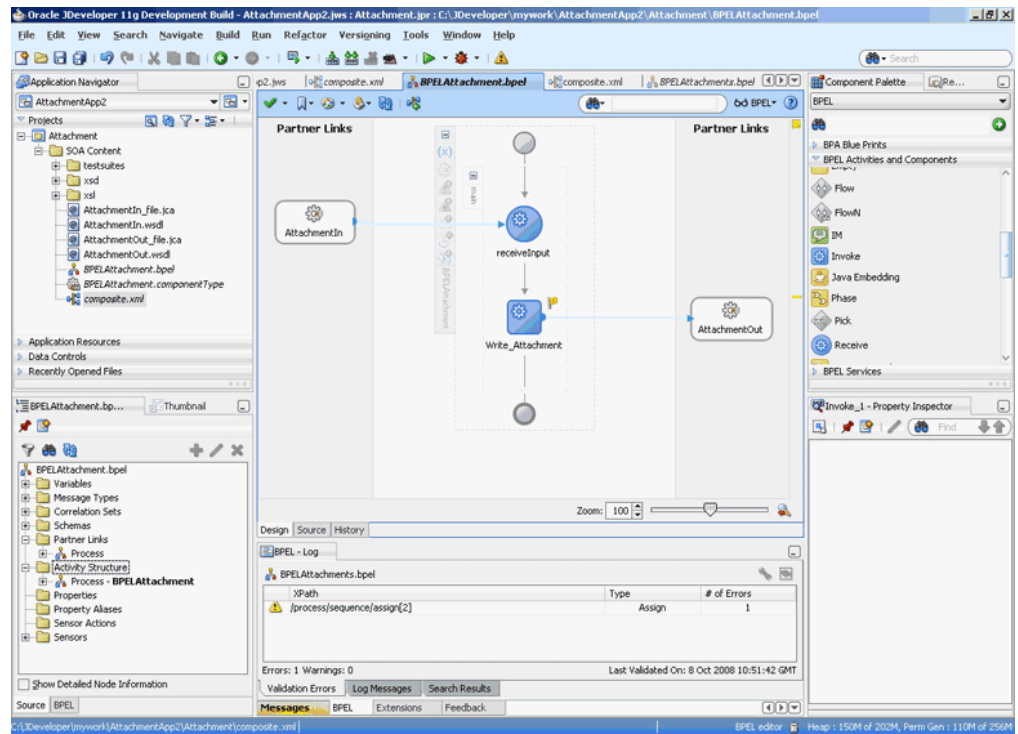 Oracle JDeveloper 11g Development Build - AttachmentApp2.jws : Attachment.jpr : C:\JDeveloper\mywork\AttachmentApp2\Attachment\BPELAttachment.bpel
File Edit View Search Navigate Build Run Refactor Versioning Tools Window Help
Search
Application Navigator
AttachmentApp2
Projects
Attachment
SOA Content
testsuites
xsd
xsl
AttachmentIn_file.jca
AttachmentIn.wsdl
AttachmentOut_file.jca
AttachmentOut.wsdl
BPELAttachment.bpel
BPELAttachment.componentType
composite.xml
Application Resources
Data Controls
Recently Opened Files
BPELAttachment.bp... Thumbnail
BPELAttachment.bpel
Variables
Message Types
Correlation Sets
Schemas
Partner Links
Process
Activity Structure
Process - BPELAttachment
Properties
Property Aliases
Sensor Actions
Sensors
Show Detailed Node Information
Source BPEL
p2.jws composite.xml BPELAttachment.bpel composite.xml BPELAttachments.bpel
BPEL
Partner Links
Partner Links
main
BPELAttachment
AttachmentIn
receiveInput
Write_Attachment
AttachmentOut
Zoom: 100
Design Source History
BPEL - Log
BPELAttachments.bpel
XPath Type # of Errors
/process/sequence/assign[2] Assign 1
Errors: 1 Warnings: 0 Last Validated On: 8 Oct 2008 10:51:42 GMT
Validation Errors Log Messages Search Results
Messages BPEL Extensions Feedback
Component Palette Re...
BPEL
BPA Blue Prints
BPEL Activities and Components
Empty
Flow
FlowN
IM
Invoke
Java Embedding
Phase
Pick
Receive
BPEL Services
Invoke_1 - Property Inspector
Find
C:\JDeveloper\mywork\AttachmentApp2\Attachment\composite.xml BPEL editor Heap : 150M of 202M, Perm Gen : 110M of 256M